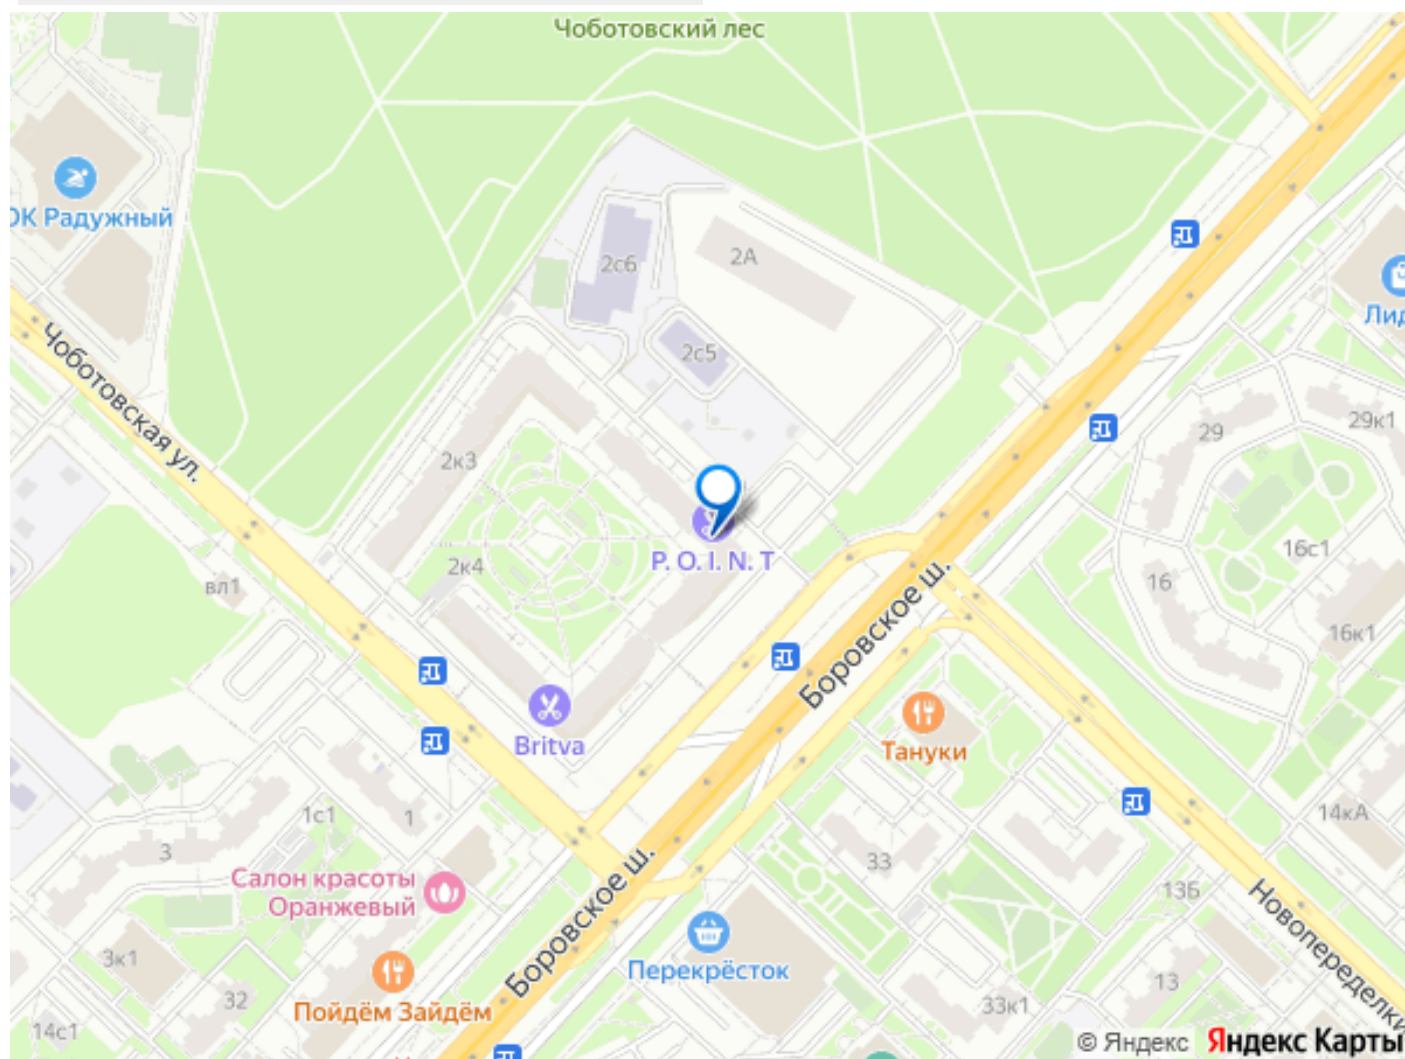 Чоботовский лес
ОК Радужный
2с6
2А
2с5
Лид
Чоботовская ул.
2к3
29
29к1
P. O. I. N. T
2к4
вл1
16с1
16
16к1
Боровское ш.
Britva
Тануки
1с1
1
14кА
3
33
Салон красоты
Оранжевый
13Б
Боровское ш.
Новопеределки
Перекрёсток
3к1
13
32
Пойдём Зайдём
33к1
14с1
© Яндекс Яндекс Карты